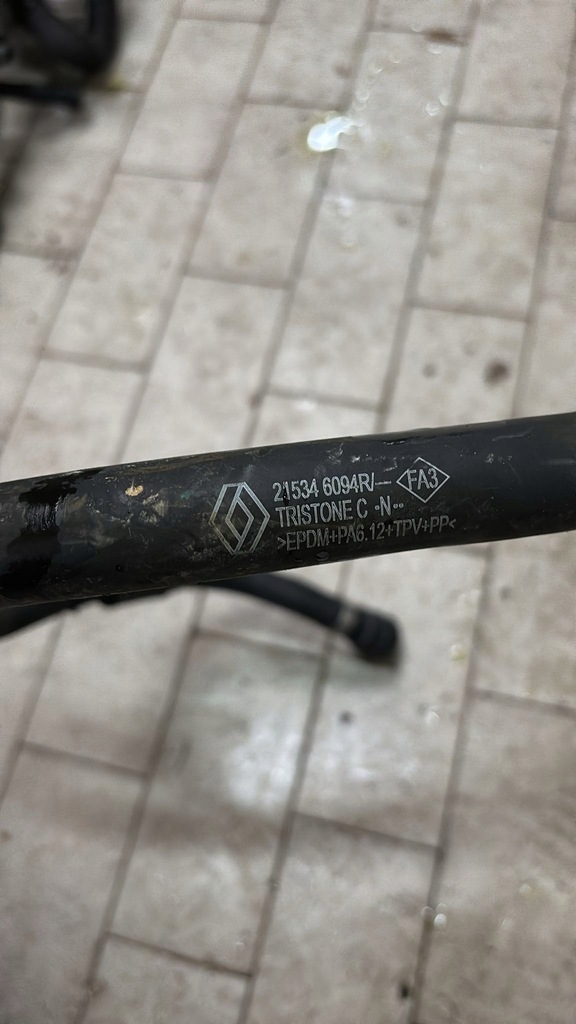 21534 6094R/— FA3
TRISTONE C •N••
>EPDM+PA6.12+TPV+PP<